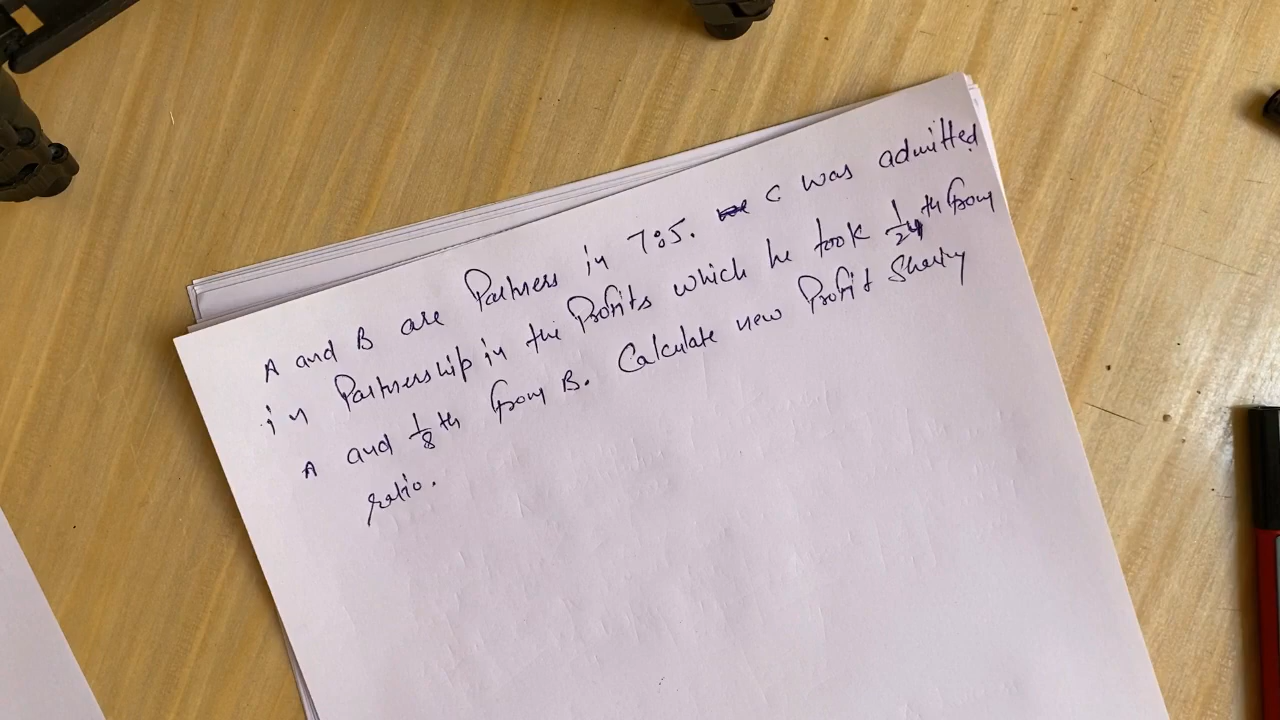 A and B are Partners in 7:5. C was admitted
in Partnership in the Profits which he took 1/24 th from
A and 1/8 th from B. Calculate new Profit Sharing
ratio.